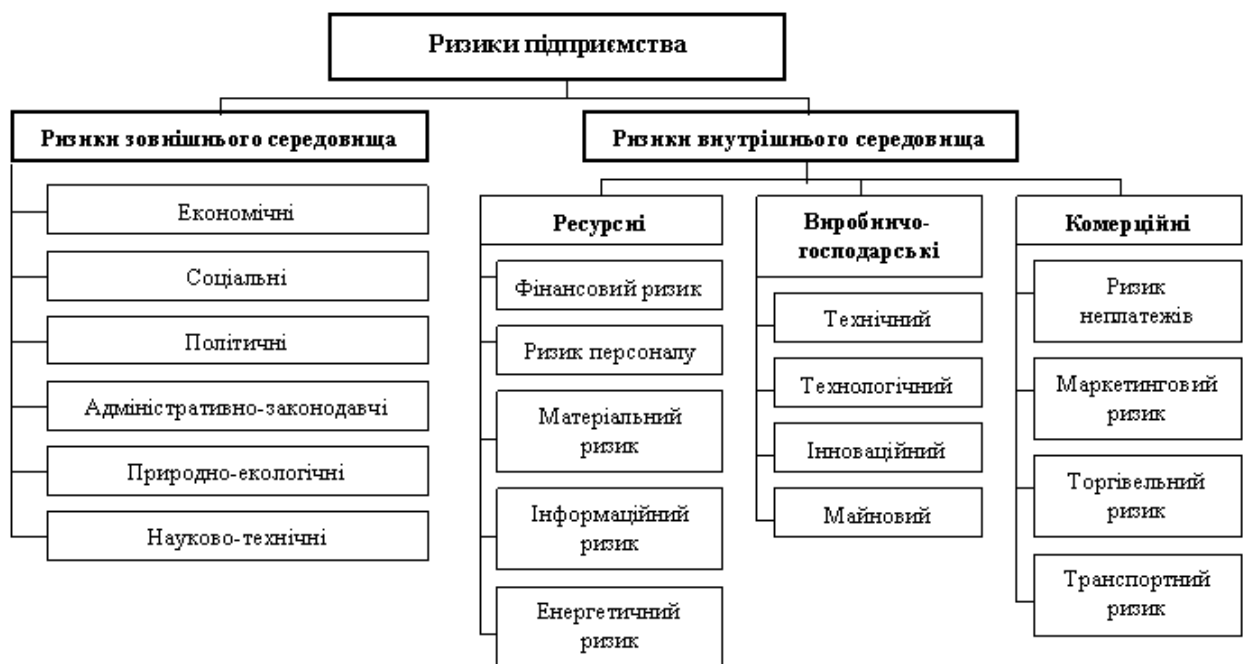 Ризики підприємства
Ризики зовнішнього середовища
Економічні
Соціальні
Політичні
Адміністративно-законодавчі
Природно-екологічні
Науково-технічні
Ризики внутрішнього середовища
Ресурсні
Фінансовий ризик
Ризик персоналу
Матеріальний
ризик
Інформаційний
ризик
Енергетичний
ризик
Виробничо-
господарські
Технічний
Технологічний
Інноваційний
Майновий
Комерційні
Ризик
неплатежів
Маркетинговий
ризик
Торгівельний
ризик
Транспортний
ризик